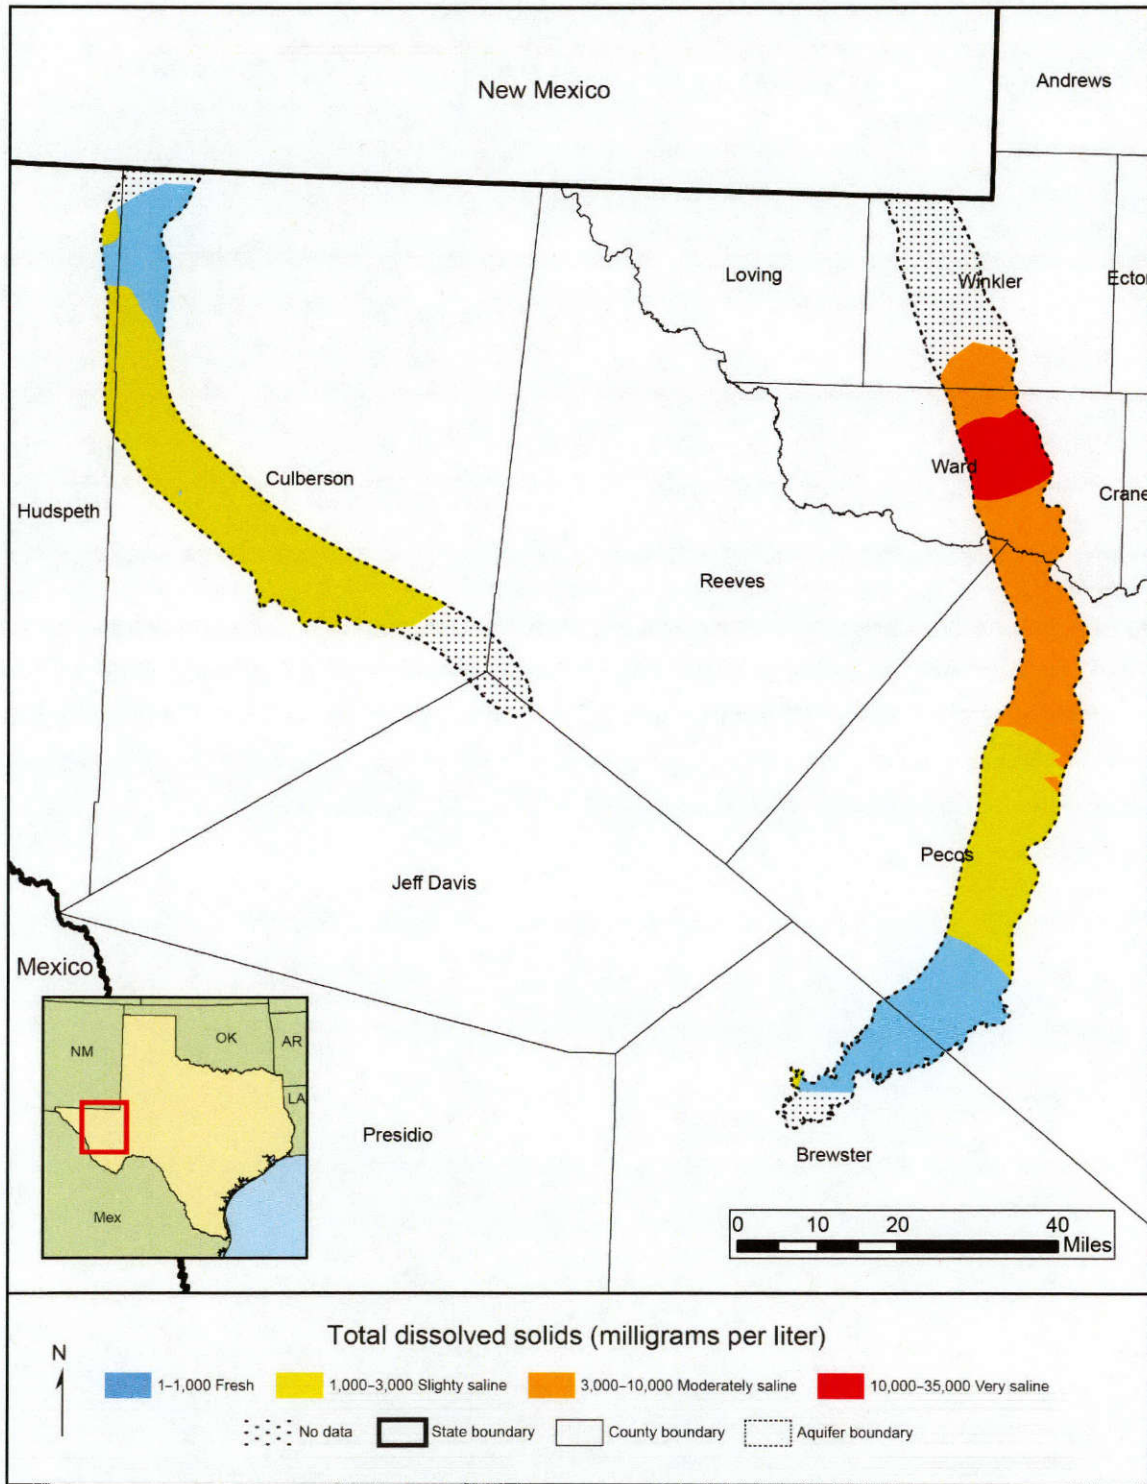 New Mexico
Andrews
Loving
Winkler
Ector
Culberson
Ward
Hudspeth
Crane
Reeves
Pecos
Jeff Davis
Mexico
NM
OK
AR
LA
Mex
Presidio
Brewster
0 10 20 40
Miles
Total dissolved solids (milligrams per liter)
N
1–1,000 Fresh 1,000–3,000 Slighty saline 3,000–10,000 Moderately saline 10,000–35,000 Very saline
No data State boundary County boundary Aquifer boundary